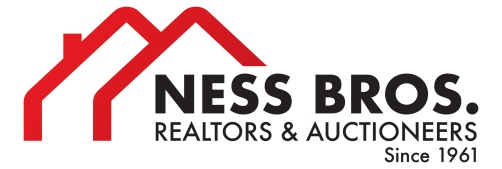 NESS BROS.
REALTORS & AUCTIONEERS
Since 1961